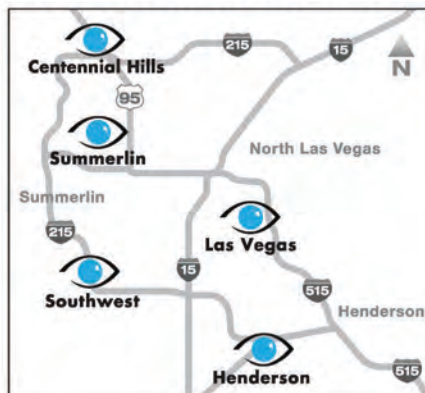 Centennial Hills
215
15
N
95
Summerlin
North Las Vegas
Summerlin
215
Las Vegas
15
Southwest
515
Henderson
Henderson
515